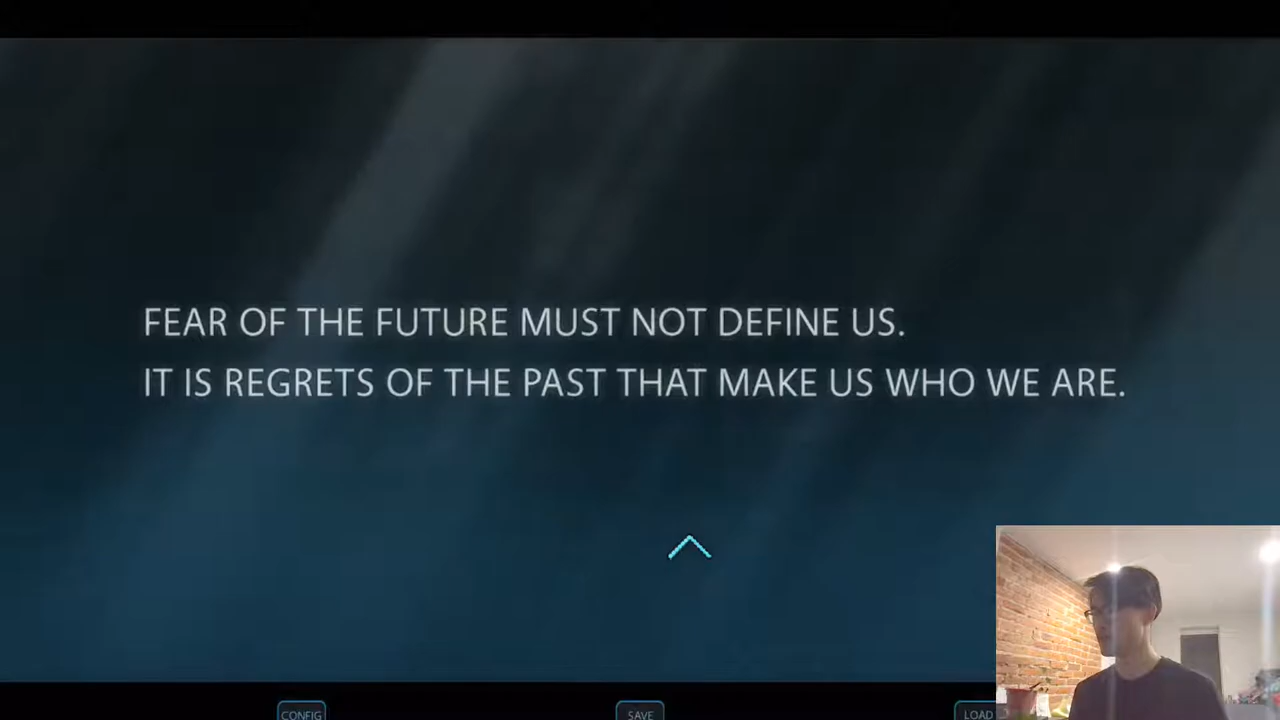 FEAR OF THE FUTURE MUST NOT DEFINE US.
IT IS REGRETS OF THE PAST THAT MAKE US WHO WE ARE.
CONFIG
SAVE
LOAD